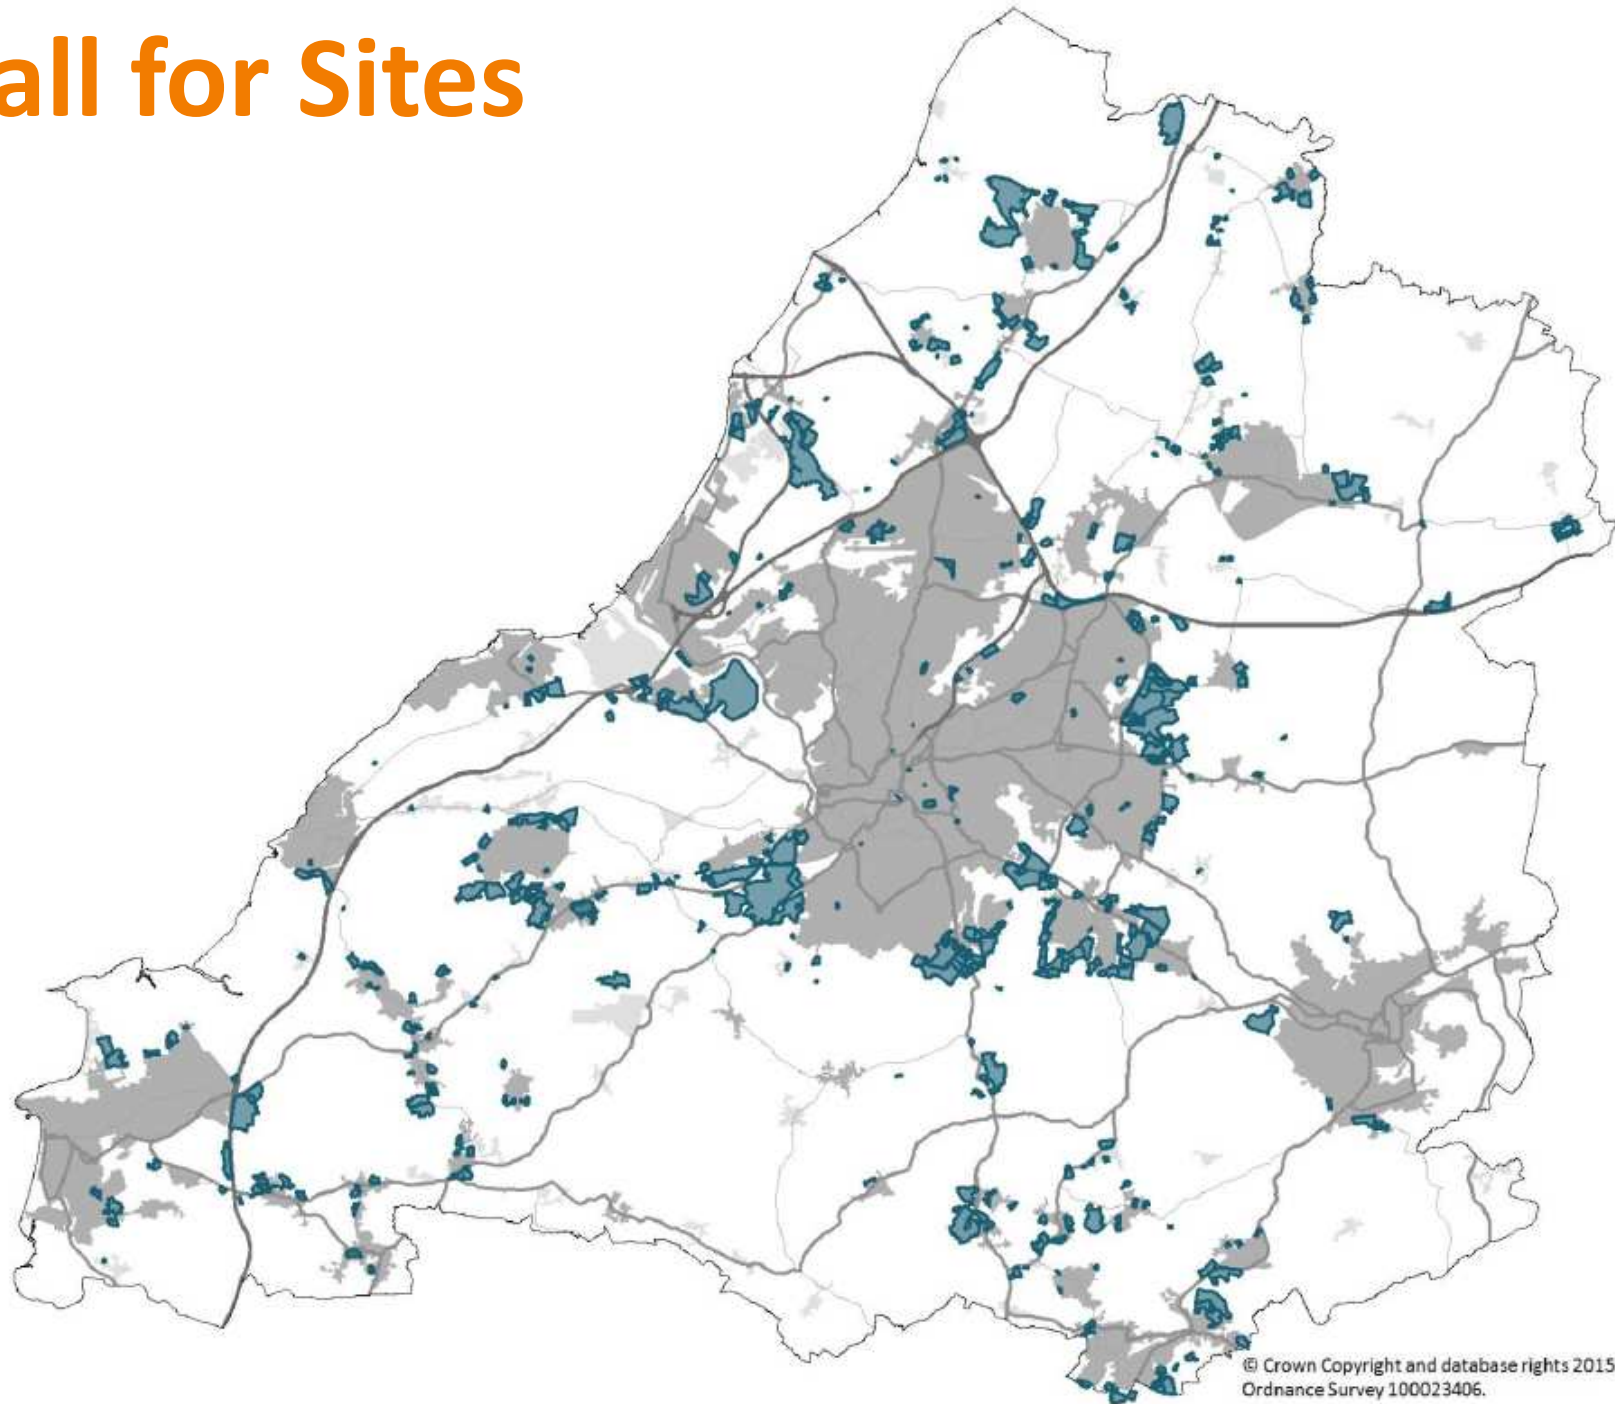 all for Sites
© Crown Copyright and database rights 2015
Ordnance Survey 100023406.